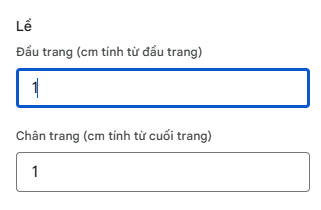 Lề
Đầu trang (cm tính từ đầu trang)
1
Chân trang (cm tính từ cuối trang)
1